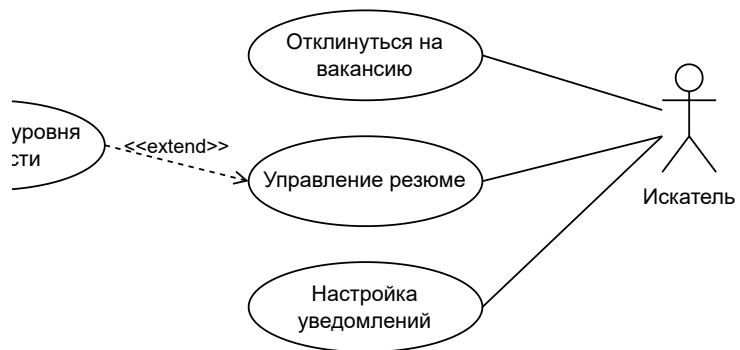 Отклинуться на
вакансию
уровня
сти
<<extend>>
Управление резюме
Искатель
Настройка
уведомлений